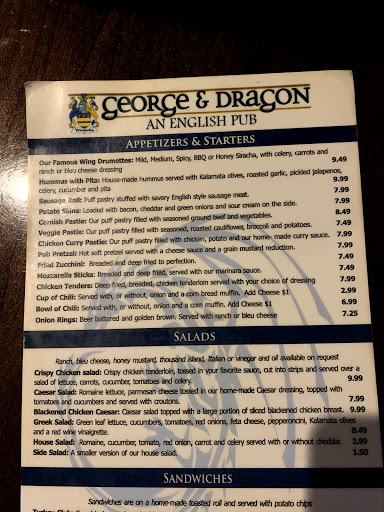 GEORGE & DRAGON
AN ENGLISH PUB
APPETIZERS & STARTERS
Our Famous Wing Drumettes: Mild, Medium, Spicy, BBQ or Honey Siracha, with celery, carrots and
ranch or bleu cheese dressing 9.49
Hummus with Pita: House-made hummus served with Kalamata olives, roasted garlic, pickled jalapenos,
celery, cucumber and pita 9.99
Sausage Roll: Puff pastry stuffed with savory English style sausage meat. 7.99
Potato Skins: Loaded with bacon, cheddar and green onions and sour cream on the side. 7.99
Cornish Pastie: Our puff pastry filled with seasoned ground beef and vegetables. 8.49
Veggie Pastie: Our puff pastry filled with seasoned, roasted cauliflower, broccoli and potatoes. 7.49
Chicken Curry Pastie: Our puff pastry filled with chicken, potato and our home- made curry sauce. 7.99
Pub Pretzel: Hot soft pretzel served with a cheese sauce and a grain mustard reduction. 7.99
Fried Zucchini: Breaded and deep fried to perfection. 7.49
Mozzarella Sticks: Breaded and deep fried, served with our marinara sauce. 7.49
Chicken Tenders: Deep fried, breaded, chicken tenderloin served with your choice of dressing 7.99
Cup of Chili: Served with, or without, onion and a corn bread muffin. Add Cheese $1 2.99
Bowl of Chili: Served with, or without, onion and a corn muffin. Add Cheese $1 6.99
Onion Rings: Beer battered and golden brown. Served with ranch or bleu cheese 7.25
SALADS
Ranch, bleu cheese, honey mustard, thousand island, Italian or vinegar and oil available on request
Crispy Chicken salad: Crispy chicken tenderloin, tossed in your favorite sauce, cut into strips and served over a
salad of lettuce, carrots, cucumber, tomatoes and celery. 9.99
Caesar Salad: Romaine lettuce, parmesan cheese tossed in our home-made Caesar dressing, topped with
tomatoes and cucumbers and served with croutons. 7.99
Blackened Chicken Caesar: Caesar salad topped with a large portion of sliced blackened chicken breast. 9.99
Greek Salad: Green leaf lettuce, cucumbers, tomatoes, red onions, feta cheese, pepperoncini, Kalamata olives
and a red wine vinaigrette. 8.49
House Salad: Romaine, cucumber, tomato, red onion, carrot and celery served with or without cheddar. 2.99
Side Salad: A smaller version of our house salad. 1.50
SANDWICHES
Sandwiches are on a home-made toasted roll and served with potato chips